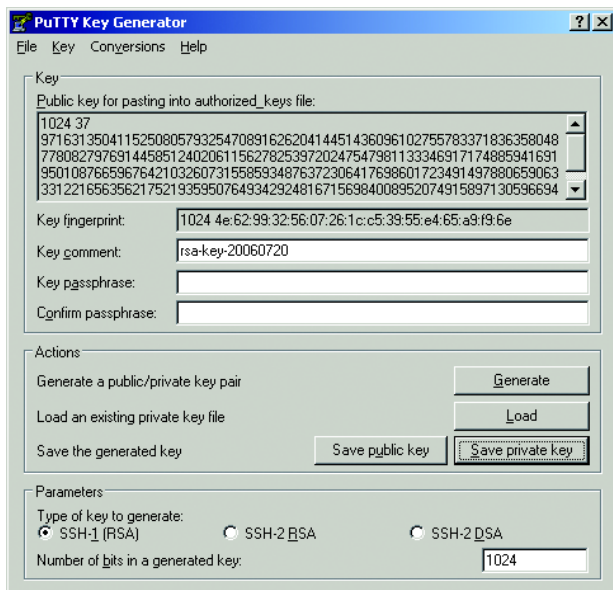 PuTTY Key Generator
File Key Conversions Help
Key
Public key for pasting into authorized_keys file:
1024 37
97163135041152508057932547089162620414451436096102755783371836358048
77808279769144585124020611562782539720247547981133346917174885941691
95010876659676421032607315585934876372306417698601723491497880659063
33122165635621752193595076493429248167156984008952074915897130596694
Key fingerprint: 1024 4e:62:99:32:56:07:26:1c:c5:39:55:e4:65:a9:f9:6e
Key comment: rsa-key-20060720
Key passphrase:
Confirm passphrase:
Actions
Generate a public/private key pair Generate
Load an existing private key file Load
Save the generated key Save public key Save private key
Parameters
Type of key to generate:
SSH-1 (RSA) SSH-2 RSA SSH-2 DSA
Number of bits in a generated key: 1024